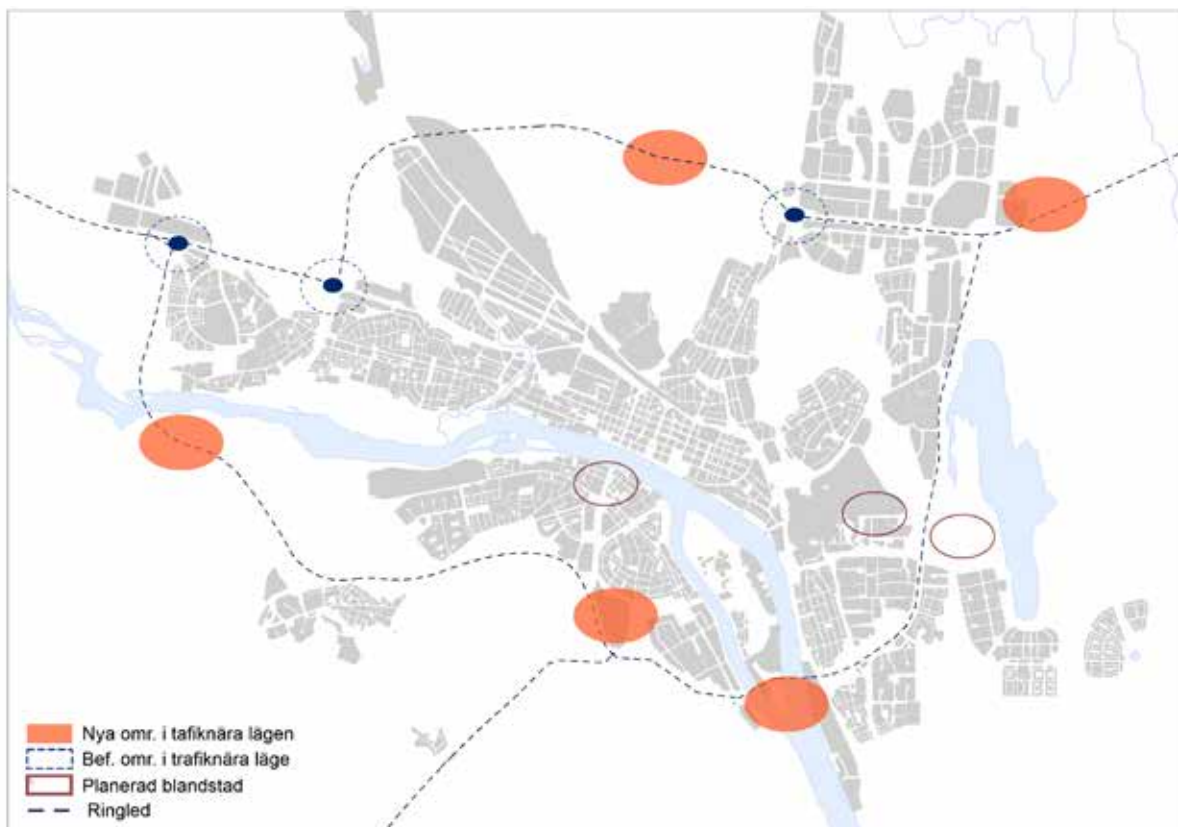 Nya omr. i tafiknära lägen
Bef. omr. i trafiknära läge
Planerad blandstad
Ringled